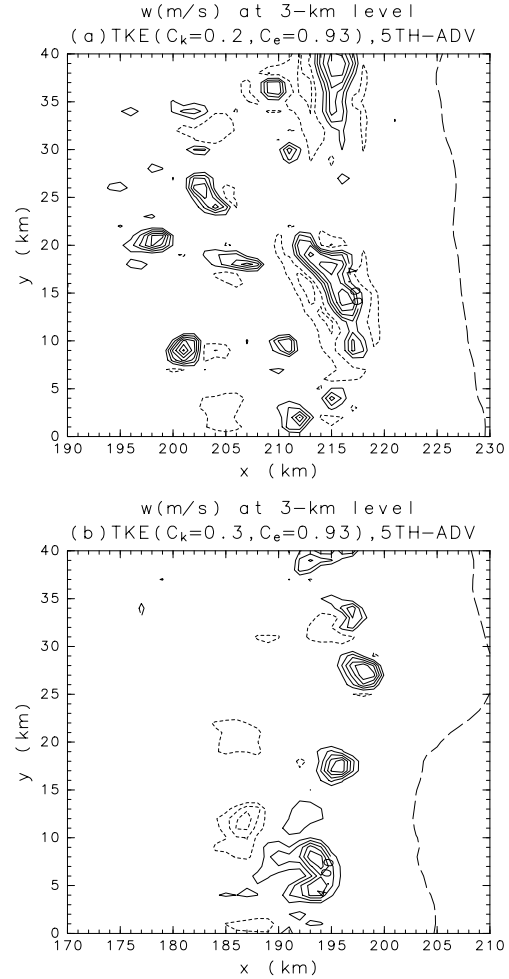 w(m/s) at 3-km level
(a)TKE(Cₖ=0.2,Cₑ=0.93),5TH-ADV
40
35
30
25
20
15
10
5
0
y (km)
190 195 200 205 210 215 220 225 230
x (km)
w(m/s) at 3-km level
(b)TKE(Cₖ=0.3,Cₑ=0.93),5TH-ADV
40
35
30
25
20
15
10
5
0
y (km)
170 175 180 185 190 195 200 205 210
x (km)